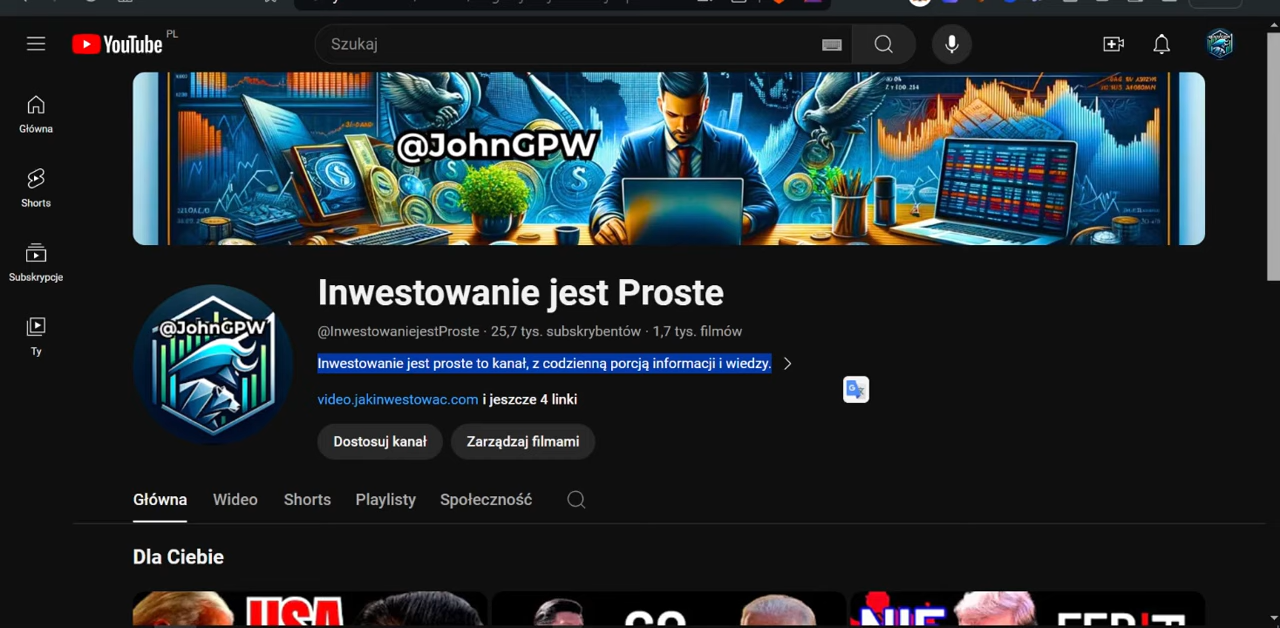 YouTube PL
Szukaj
@JohnGPW
Główna
Shorts
Subskrypcje
Ty
@JohnGPW
Inwestowanie jest Proste
@InwestowaniejestProste · 25,7 tys. subskrybentów · 1,7 tys. filmów
Inwestowanie jest proste to kanał, z codzienną porcją informacji i wiedzy.
video.jakinwestowac.com i jeszcze 4 linki
Dostosuj kanał
Zarządzaj filmami
Główna Wideo Shorts Playlisty Społeczność
Dla Ciebie
USA
CO
NIE